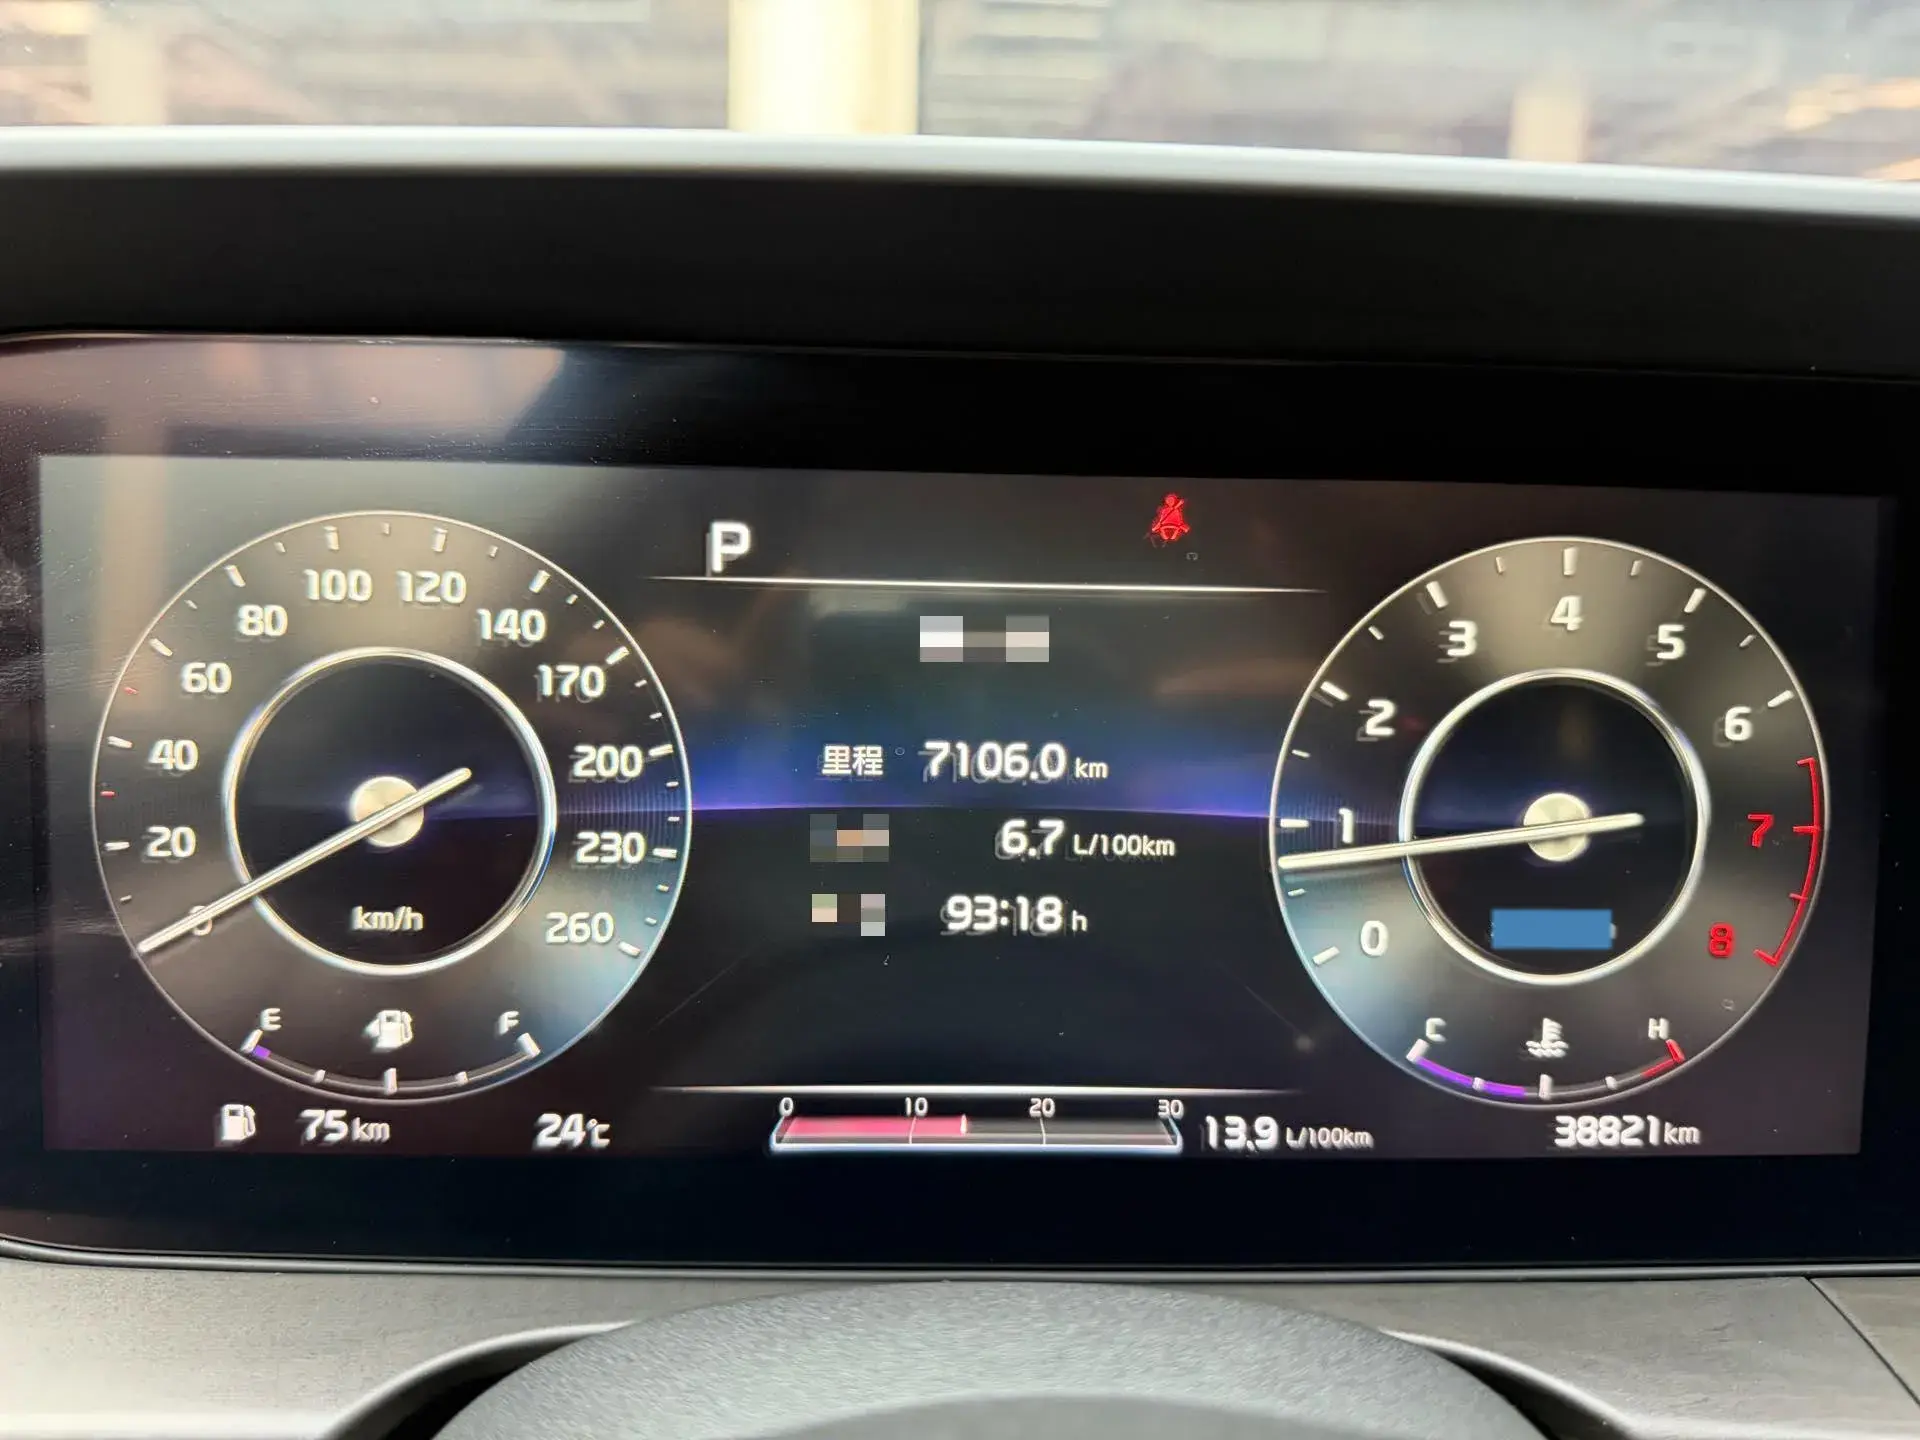 P
100 120
80 140
60 170
40 200
20 230
0 260
km/h
E F
75 km
24℃
里程 7106.0 km
6.7 L/100km
93:18 h
0 10 20 30
13.9 L/100km
4
3 5
2 6
1 7
0 8
C H
38821 km